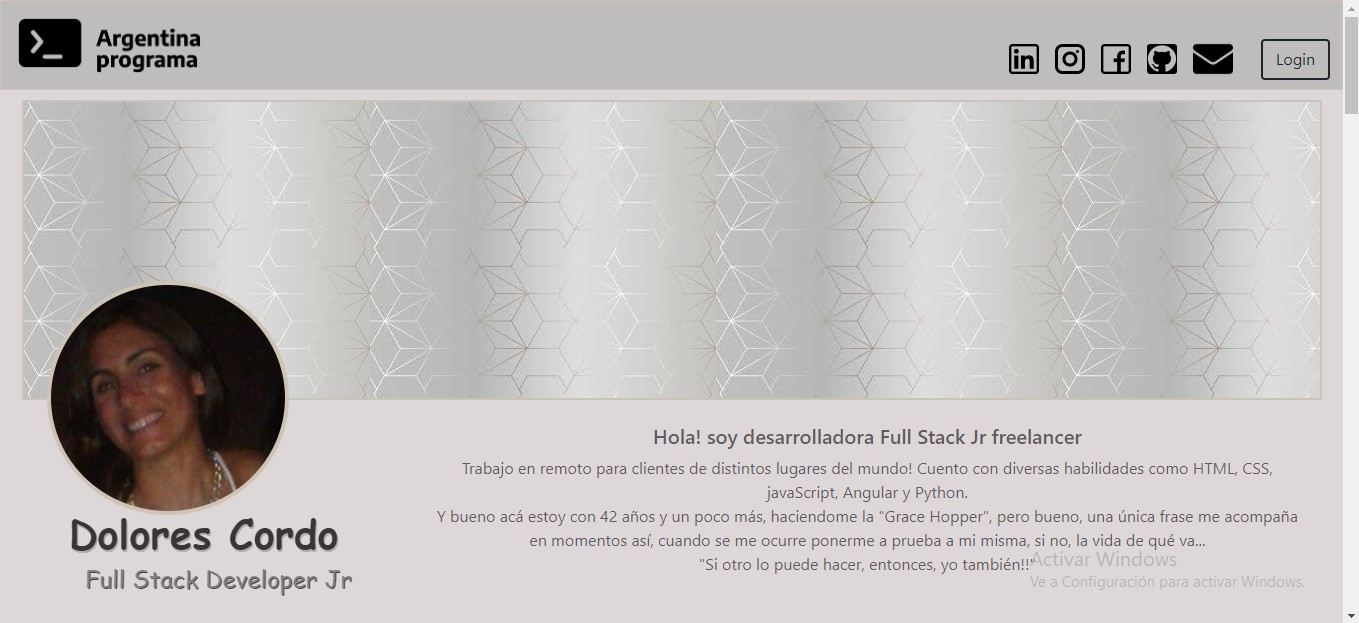 Argentina
programa
Login
Hola! soy desarrolladora Full Stack Jr freelancer
Trabajo en remoto para clientes de distintos lugares del mundo! Cuento con diversas habilidades como HTML, CSS,
javaScript, Angular y Python.
Y bueno acá estoy con 42 años y un poco más, haciendome la "Grace Hopper", pero bueno, una única frase me acompaña
en momentos así, cuando se me ocurre ponerme a prueba a mi misma, si no, la vida de qué va...
"Si otro lo puede hacer, entonces, yo también!!"
Dolores Cordo
Full Stack Developer Jr
Activar Windows
Ve a Configuración para activar Windows.